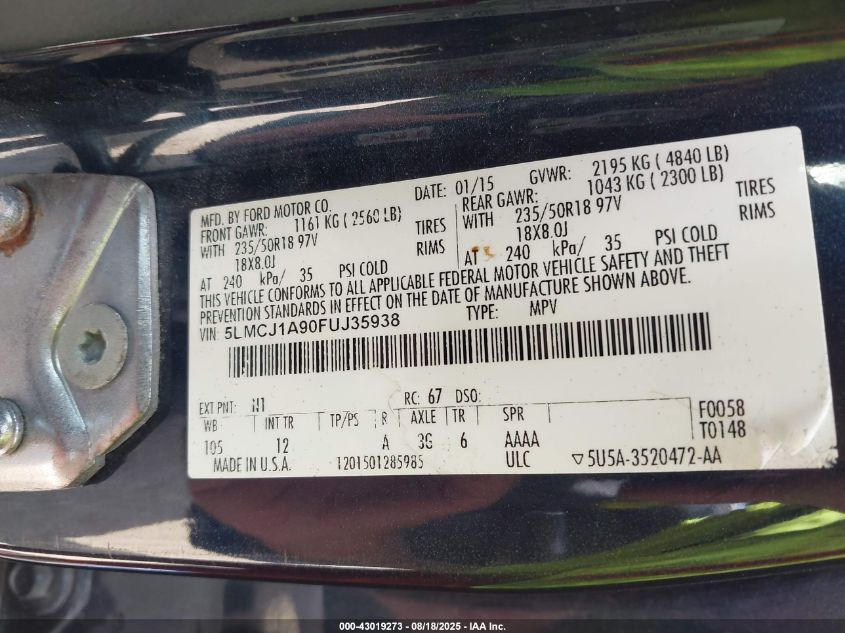 MFD. BY FORD MOTOR CO.
DATE: 01/15 GVWR: 2195 KG ( 4840 LB)
FRONT GAWR: 1161 KG ( 2560 LB) REAR GAWR: 1043 KG ( 2300 LB)
WITH 235/50R18 97V TIRES WITH 235/50R18 97V TIRES
18X8.0J RIMS 18X8.0J RIMS
AT 240 kPa/ 35 PSI COLD AT 240 kPa/ 35 PSI COLD
THIS VEHICLE CONFORMS TO ALL APPLICABLE FEDERAL MOTOR VEHICLE SAFETY AND THEFT
PREVENTION STANDARDS IN EFFECT ON THE DATE OF MANUFACTURE SHOWN ABOVE.
VIN: 5LMCJ1A90FUJ35938 TYPE: MPV
EXT PNT: N1 RC: 67 DSO:
WB INT TR TP/PS R AXLE TR SPR F0058
105 12 A 3G 6 AAAA T0148
MADE IN U.S.A. 1201501285985 ULC ▽5U5A-3520472-AA
000-43019273 - 08/18/2025 - IAA Inc.